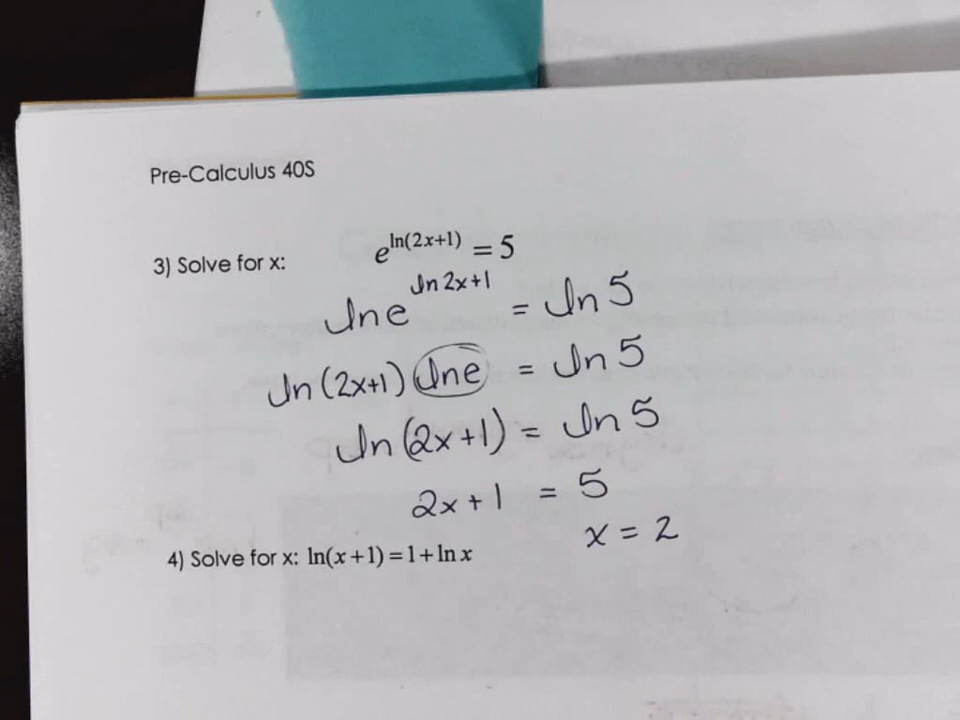 Pre-Calculus 40S
3) Solve for x: e^ln(2x+1) = 5
ln e^ln 2x+1 = ln 5
ln (2x+1) ln e = ln 5
ln (2x+1) = ln 5
2x + 1 = 5
x = 2
4) Solve for x: ln(x+1)=1+ln x